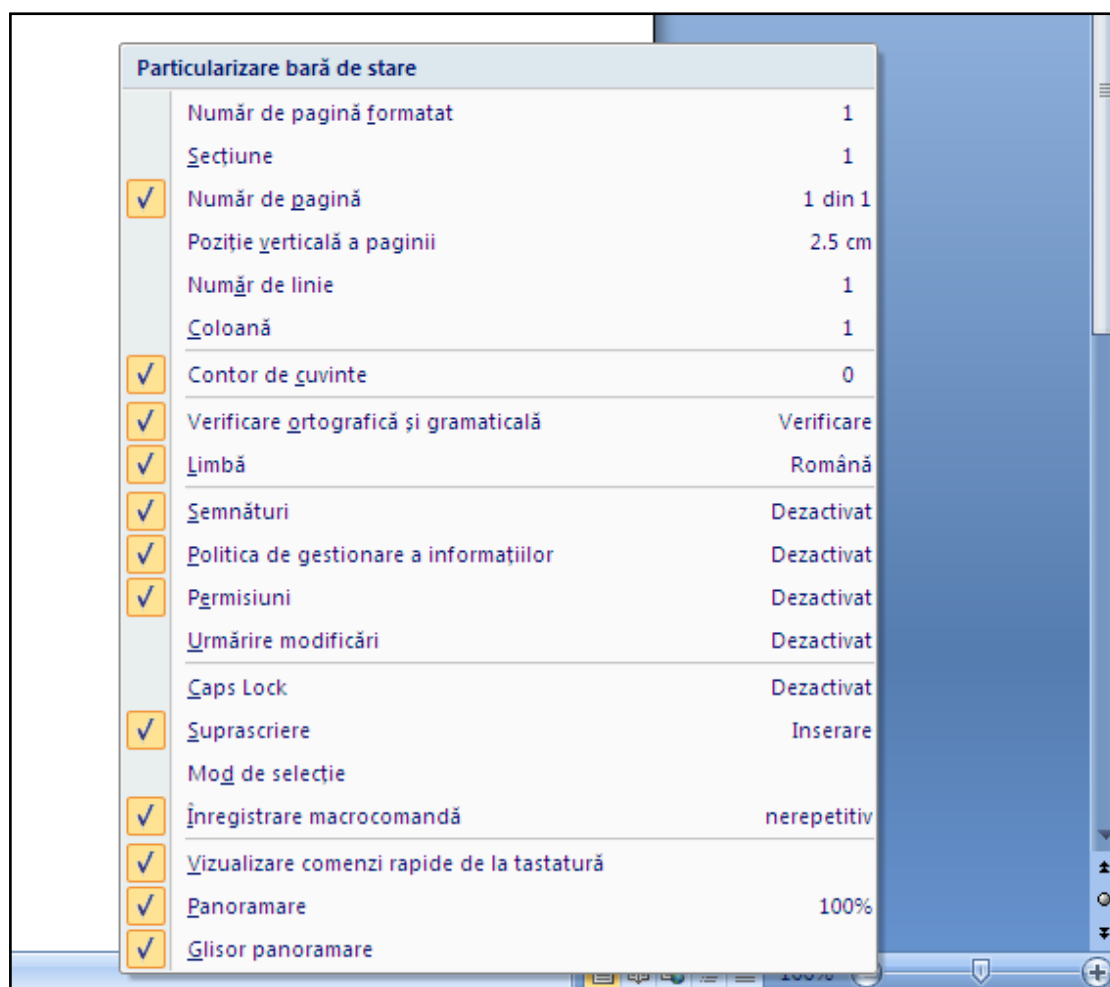 Particularizare bară de stare
Număr de pagină formatat 1
Secțiune 1
Număr de pagină 1 din 1
Poziție verticală a paginii 2.5 cm
Număr de linie 1
Coloană 1
Contor de cuvinte 0
Verificare ortografică și gramaticală Verificare
Limbă Română
Semnături Dezactivat
Politica de gestionare a informațiilor Dezactivat
Permisiuni Dezactivat
Urmărire modificări Dezactivat
Caps Lock Dezactivat
Suprascriere Inserare
Mod de selecție
Înregistrare macrocomandă nerepetitiv
Vizualizare comenzi rapide de la tastatură
Panoramare 100%
Glisor panoramare
100%